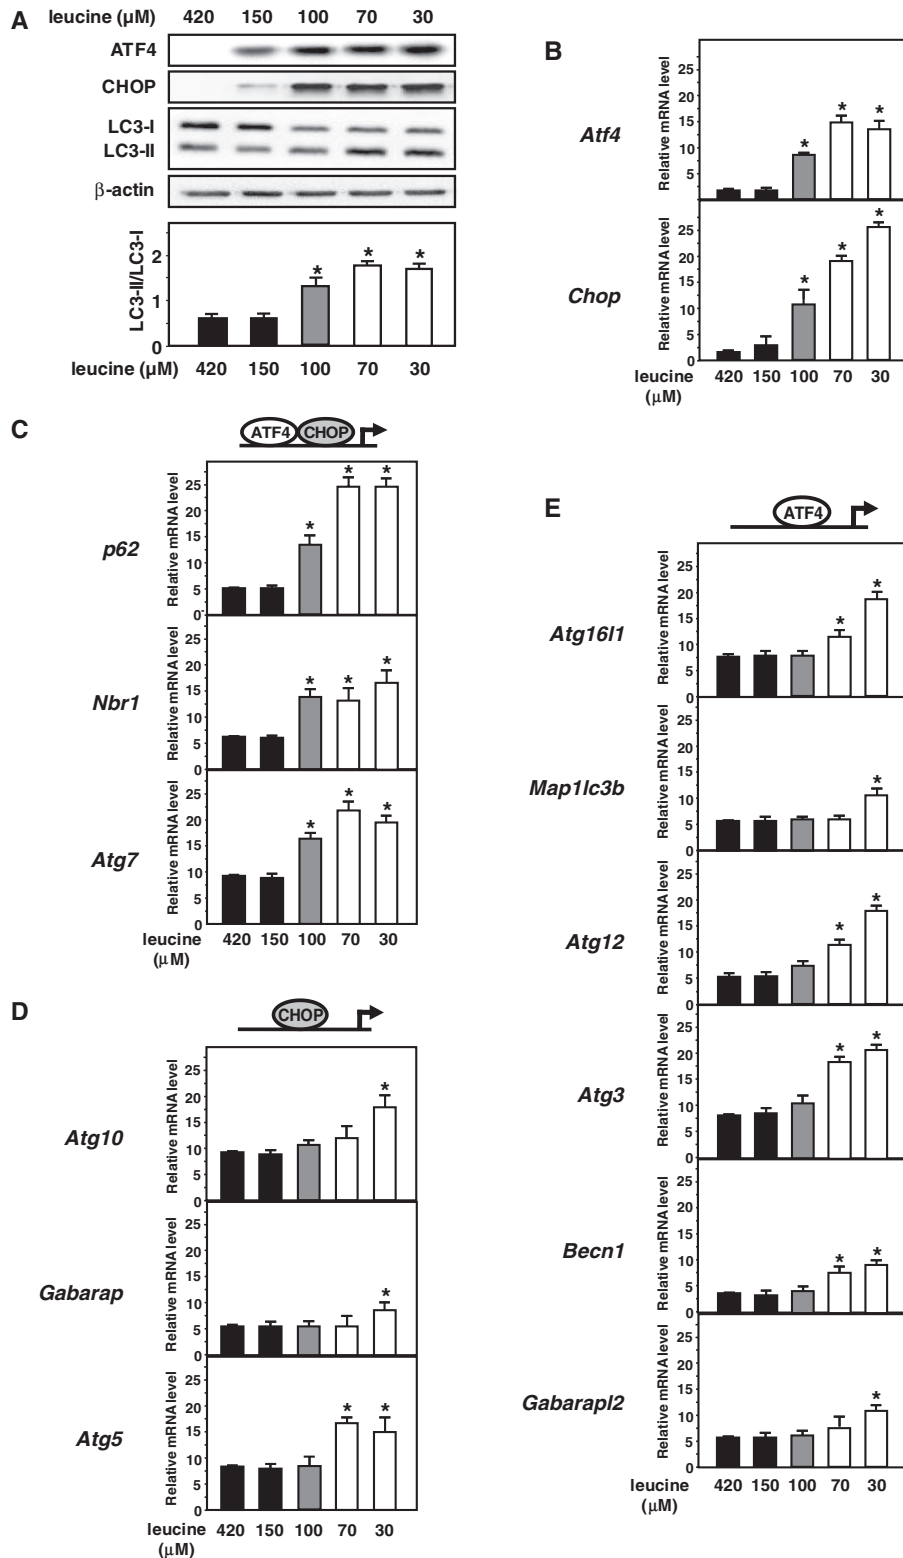 A
leucine (μM) 420 150 100 70 30
ATF4
CHOP
LC3-I
LC3-II
β-actin
LC3-II/LC3-I
2
1
0
* * *
leucine (μM) 420 150 100 70 30
B
Atf4
Relative mRNA level
25
20
15
10
5
0
* * *
Chop
Relative mRNA level
25
20
15
10
5
0
* * *
leucine (μM) 420 150 100 70 30
C
ATF4 CHOP
p62
Relative mRNA level
25
20
15
10
5
0
* * *
Nbr1
Relative mRNA level
25
20
15
10
5
0
* * *
Atg7
Relative mRNA level
25
20
15
10
5
0
* * *
leucine (μM) 420 150 100 70 30
D
CHOP
Atg10
Relative mRNA level
25
20
15
10
5
0
*
Gabarap
Relative mRNA level
25
20
15
10
5
0
*
Atg5
Relative mRNA level
25
20
15
10
5
0
* *
leucine (μM) 420 150 100 70 30
E
ATF4
Atg16l1
Relative mRNA level
25
20
15
10
5
0
* *
Map1lc3b
Relative mRNA level
25
20
15
10
5
0
*
Atg12
Relative mRNA level
25
20
15
10
5
0
* *
Atg3
Relative mRNA level
25
20
15
10
5
0
* *
Becn1
Relative mRNA level
25
20
15
10
5
0
* *
Gabarapl2
Relative mRNA level
25
20
15
10
5
0
*
leucine (μM) 420 150 100 70 30